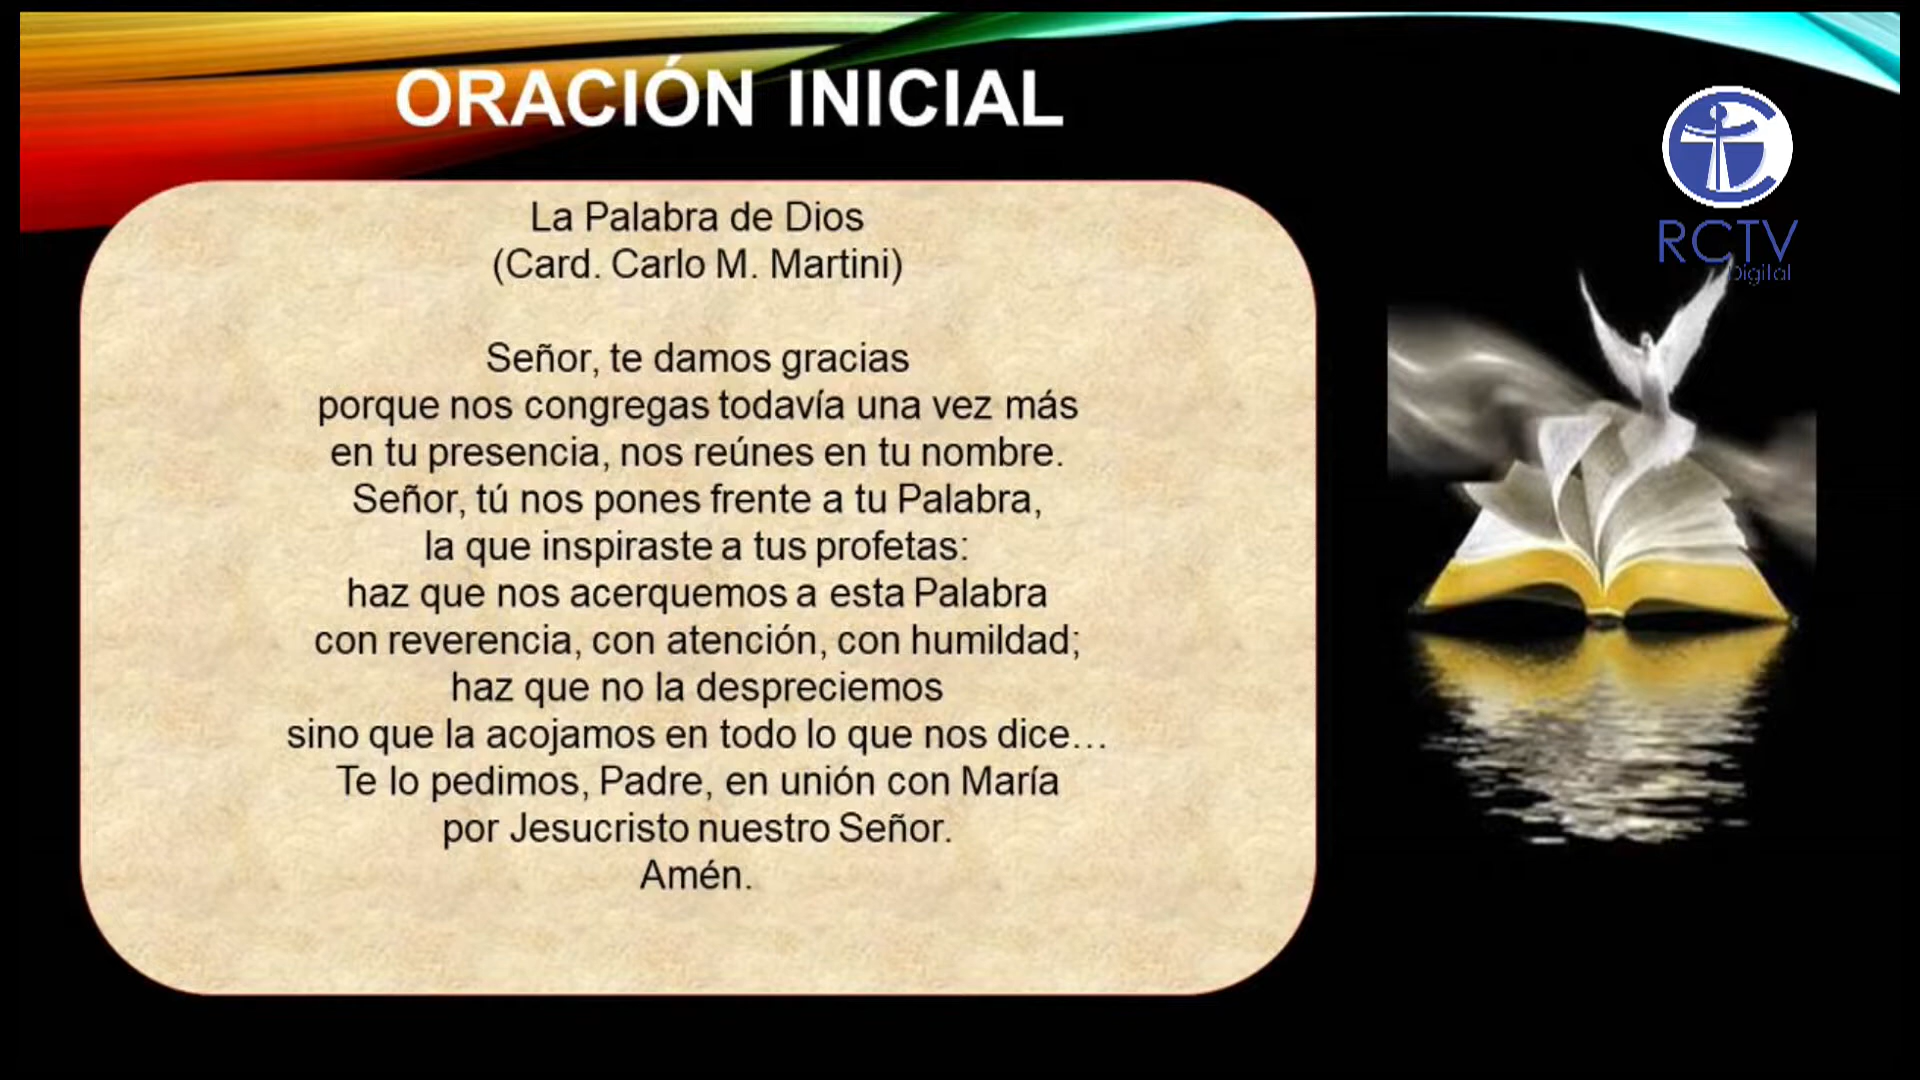 ORACIÓN INICIAL
RCTV
Digital
La Palabra de Dios
(Card. Carlo M. Martini)
Señor, te damos gracias
porque nos congregas todavía una vez más
en tu presencia, nos reúnes en tu nombre.
Señor, tú nos pones frente a tu Palabra,
la que inspiraste a tus profetas:
haz que nos acerquemos a esta Palabra
con reverencia, con atención, con humildad;
haz que no la despreciemos
sino que la acojamos en todo lo que nos dice…
Te lo pedimos, Padre, en unión con María
por Jesucristo nuestro Señor.
Amén.